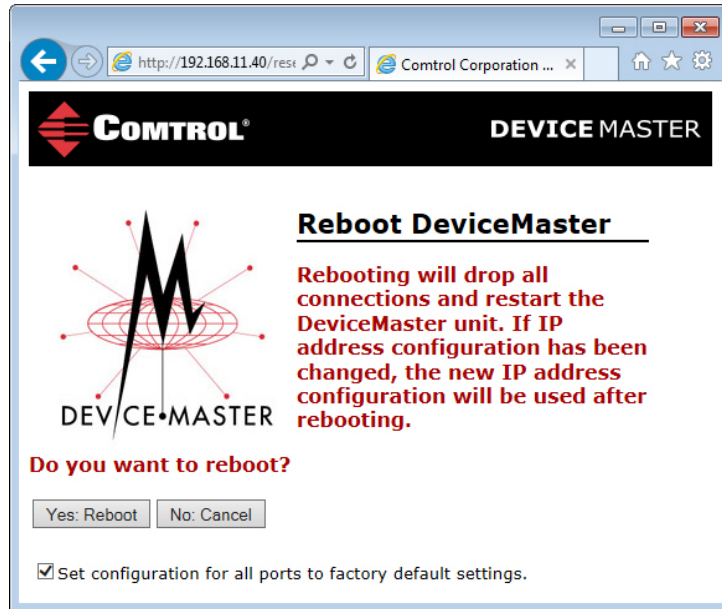 http://192.168.11.40/rese
Comtrol Corporation ...
COMTROL®
DEVICEMASTER
Reboot DeviceMaster
Rebooting will drop all
connections and restart the
DeviceMaster unit. If IP
address configuration has been
changed, the new IP address
configuration will be used after
rebooting.
DEVICE•MASTER
Do you want to reboot?
Yes: Reboot
No: Cancel
Set configuration for all ports to factory default settings.